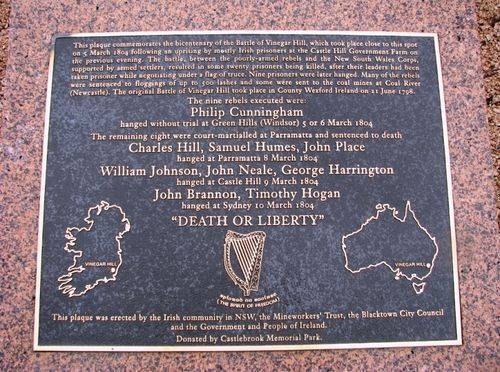 This plaque commemorates the bicentenary of the Battle of Vinegar Hill, which took place close to this spot
on 5 March 1804 following an uprising by mostly Irish prisoners at the Castle Hill Government Farm on
the previous evening. The battle, between the poorly-armed rebels and the New South Wales Corps,
supported by armed settlers, resulted in some twenty prisoners being killed, after their leaders had been
taken prisoner while negotiating under a flag of truce. Nine prisoners were later hanged. Many of the rebels
were sentenced to floggings of up to 500 lashes and some were sent to the coal mines at Coal River
(Newcastle). The original Battle of Vinegar Hill took place in County Wexford Ireland on 21 June 1798.
The nine rebels executed were:
Philip Cunningham
hanged without trial at Green Hills (Windsor) 5 or 6 March 1804
The remaining eight were court-martialled at Parramatta and sentenced to death
Charles Hill, Samuel Humes, John Place
hanged at Parramatta 8 March 1804
William Johnson, John Neale, George Harrington
hanged at Castle Hill 9 March 1804
John Brannon, Timothy Hogan
hanged at Sydney 10 March 1804
"DEATH OR LIBERTY"
VINEGAR HILL
VINEGAR HILL
(THE SPIRIT OF FREEDOM)
This plaque was erected by the Irish community in NSW, the Mineworkers' Trust, the Blacktown City Council
and the Government and People of Ireland.
Donated by Castlebrook Memorial Park.